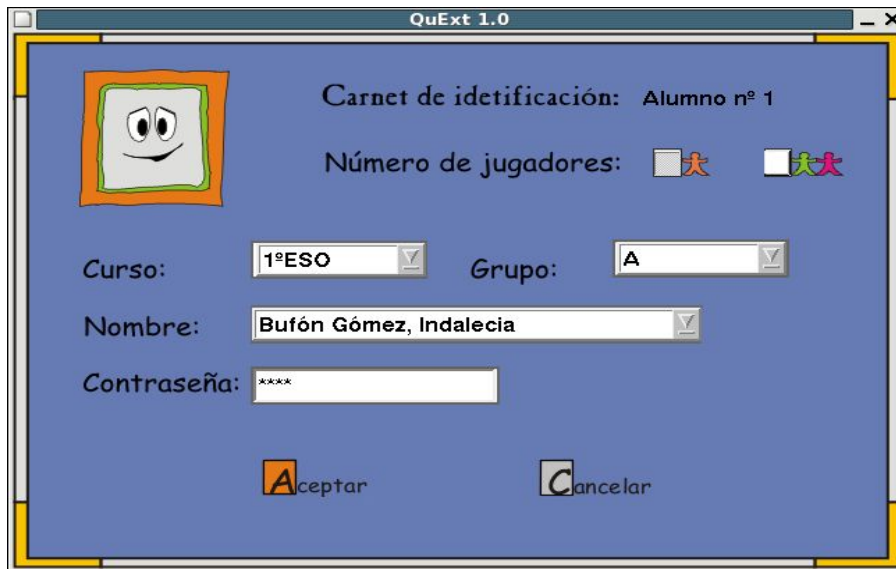 QuExt 1.0
Carnet de idetificación: Alumno nº 1
Número de jugadores:
Curso: 1ºESO Grupo: A
Nombre: Bufón Gómez, Indalecia
Contraseña: ****
Aceptar Cancelar